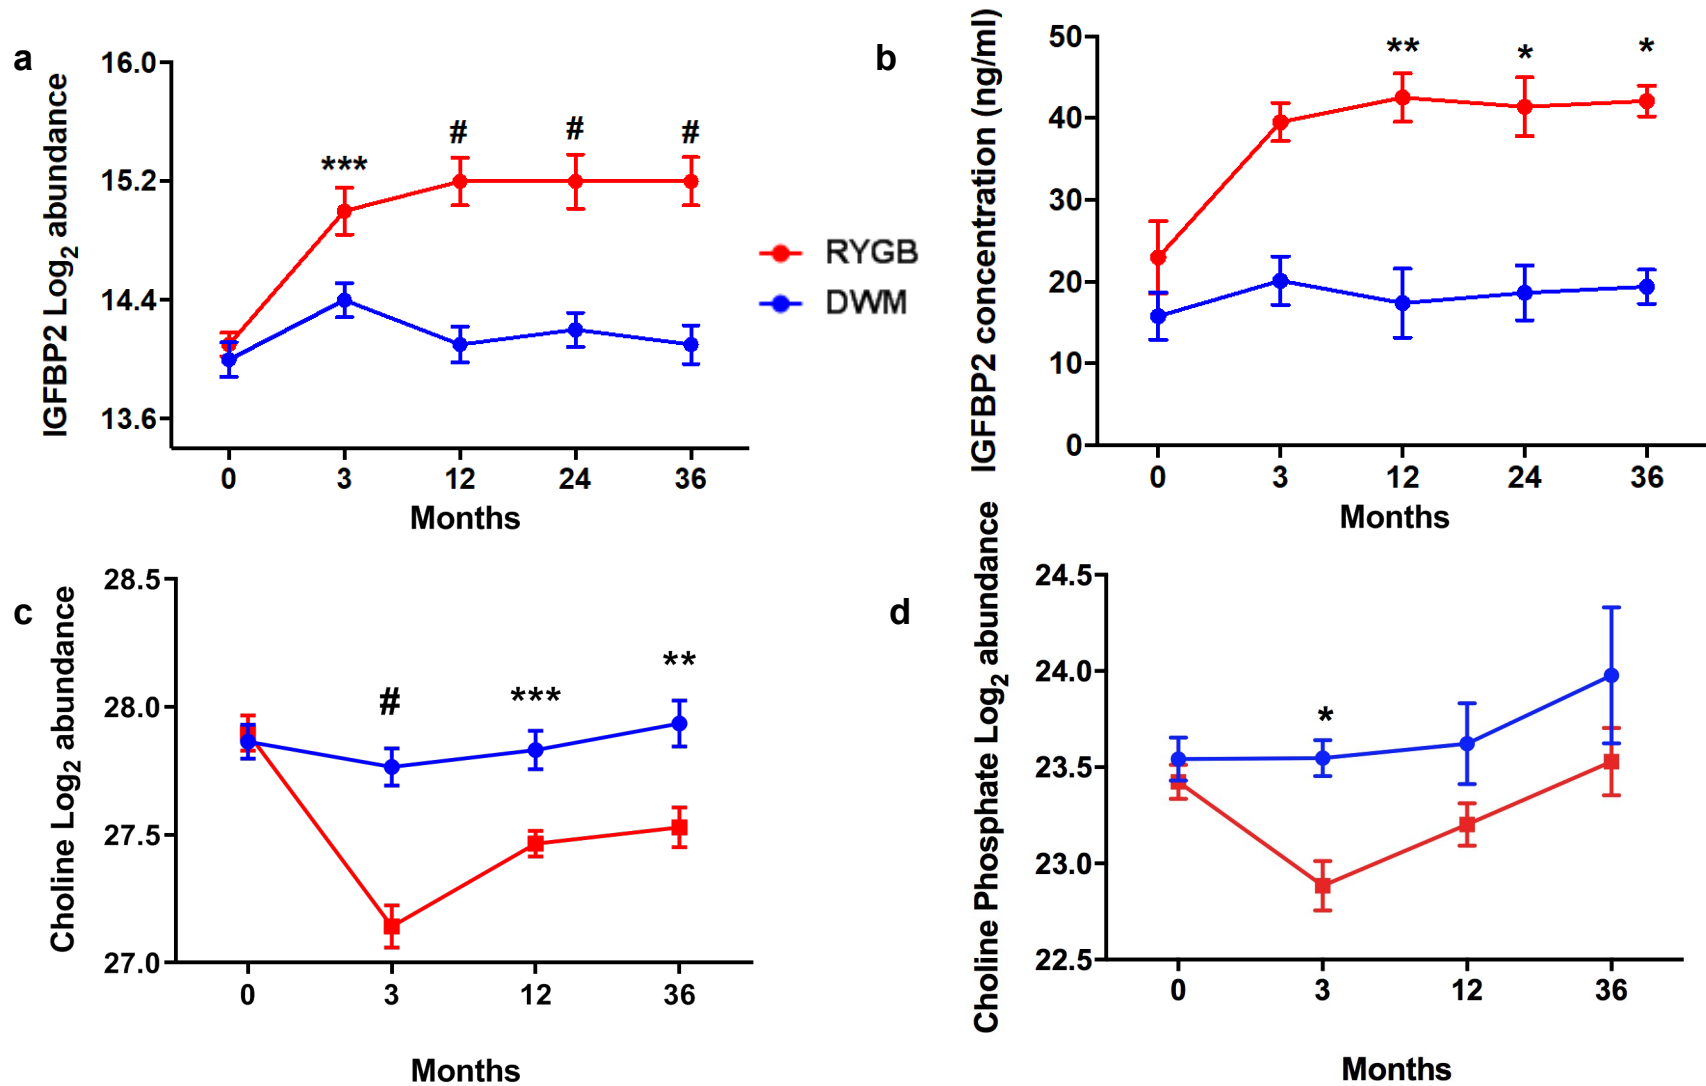 a
IGFBP2 Log2 abundance
16.0
15.2
14.4
13.6
***
#
#
#
0 3 12 24 36
Months
RYGB
DWM
b
IGFBP2 concentration (ng/ml)
50
40
30
20
10
0
**
*
*
0 3 12 24 36
Months
c
Choline Log2 abundance
28.5
28.0
27.5
27.0
#
***
**
0 3 12 36
Months
d
Choline Phosphate Log2 abundance
24.5
24.0
23.5
23.0
22.5
*
0 3 12 36
Months